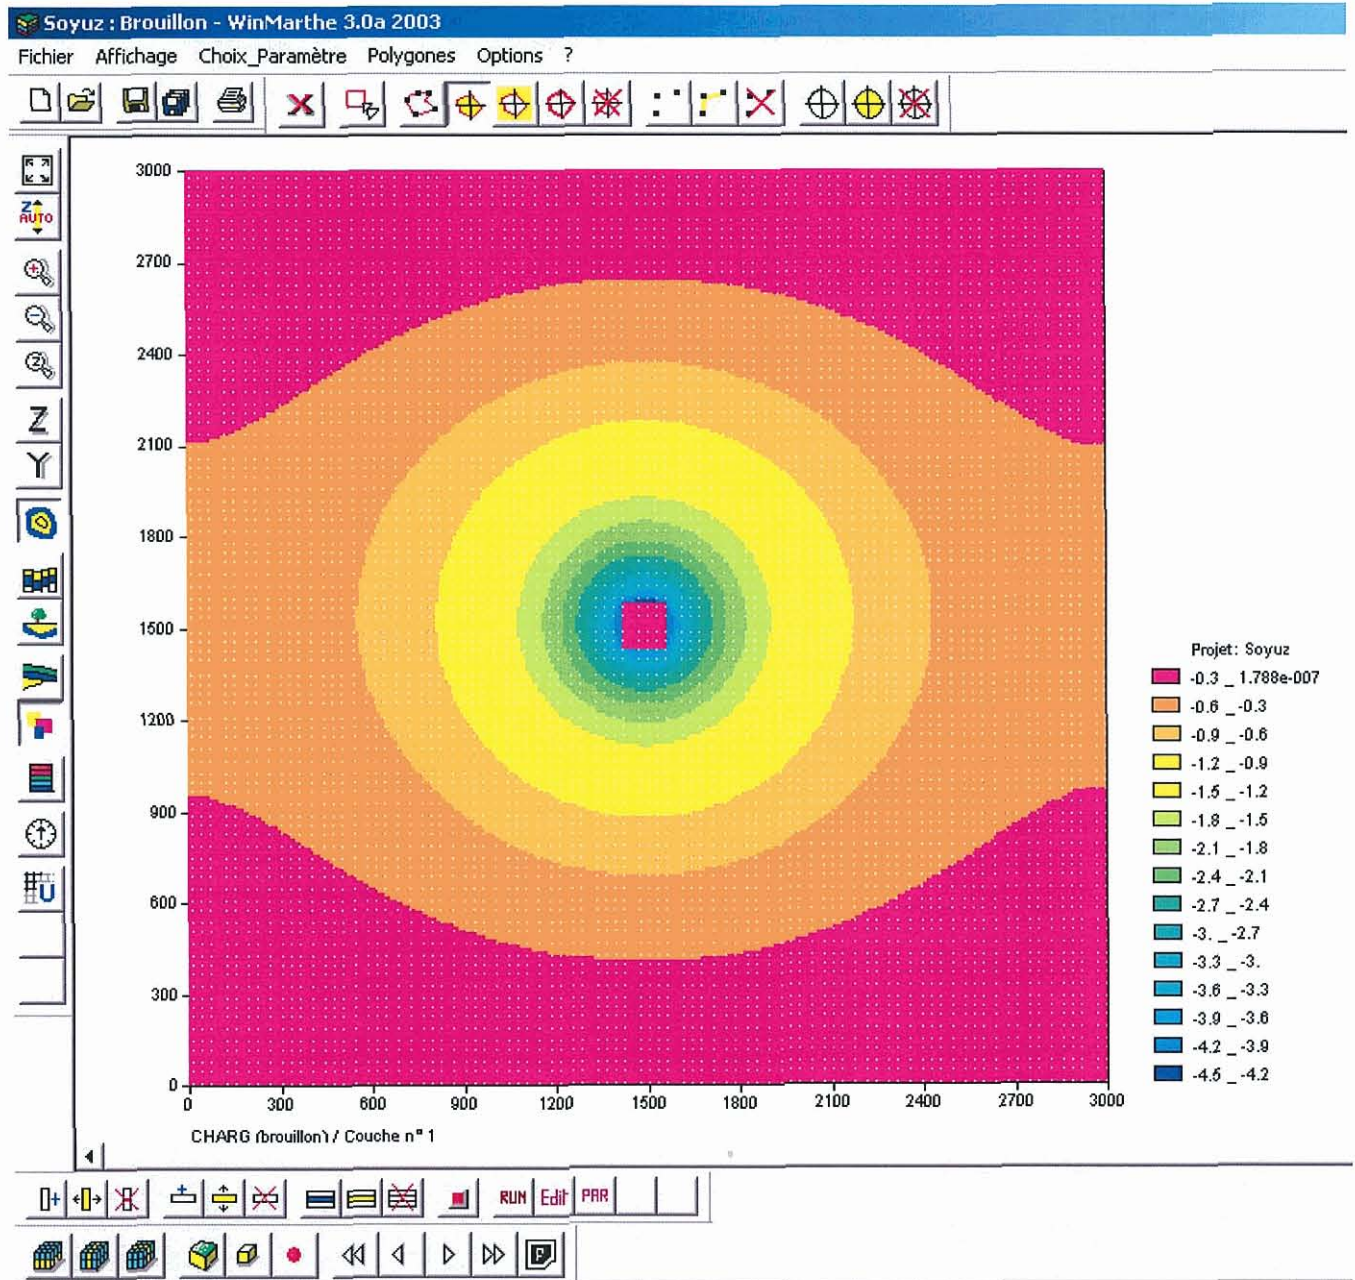 Soyuz : Brouillon - WinMarthe 3.0a 2003
Fichier Affichage Choix_Paramètre Polygones Options ?
Z
AUTO
Z
Y
U
3000
2700
2400
2100
1800
1500
1200
900
600
300
0
0 300 600 900 1200 1500 1800 2100 2400 2700 3000
CHARG (brouillon) / Couche n° 1
Projet: Soyuz
-0.3 _ 1.788e-007
-0.6 _ -0.3
-0.9 _ -0.6
-1.2 _ -0.9
-1.5 _ -1.2
-1.8 _ -1.5
-2.1 _ -1.8
-2.4 _ -2.1
-2.7 _ -2.4
-3. _ -2.7
-3.3 _ -3.
-3.6 _ -3.3
-3.9 _ -3.6
-4.2 _ -3.9
-4.5 _ -4.2
RUN Edit PAR
P